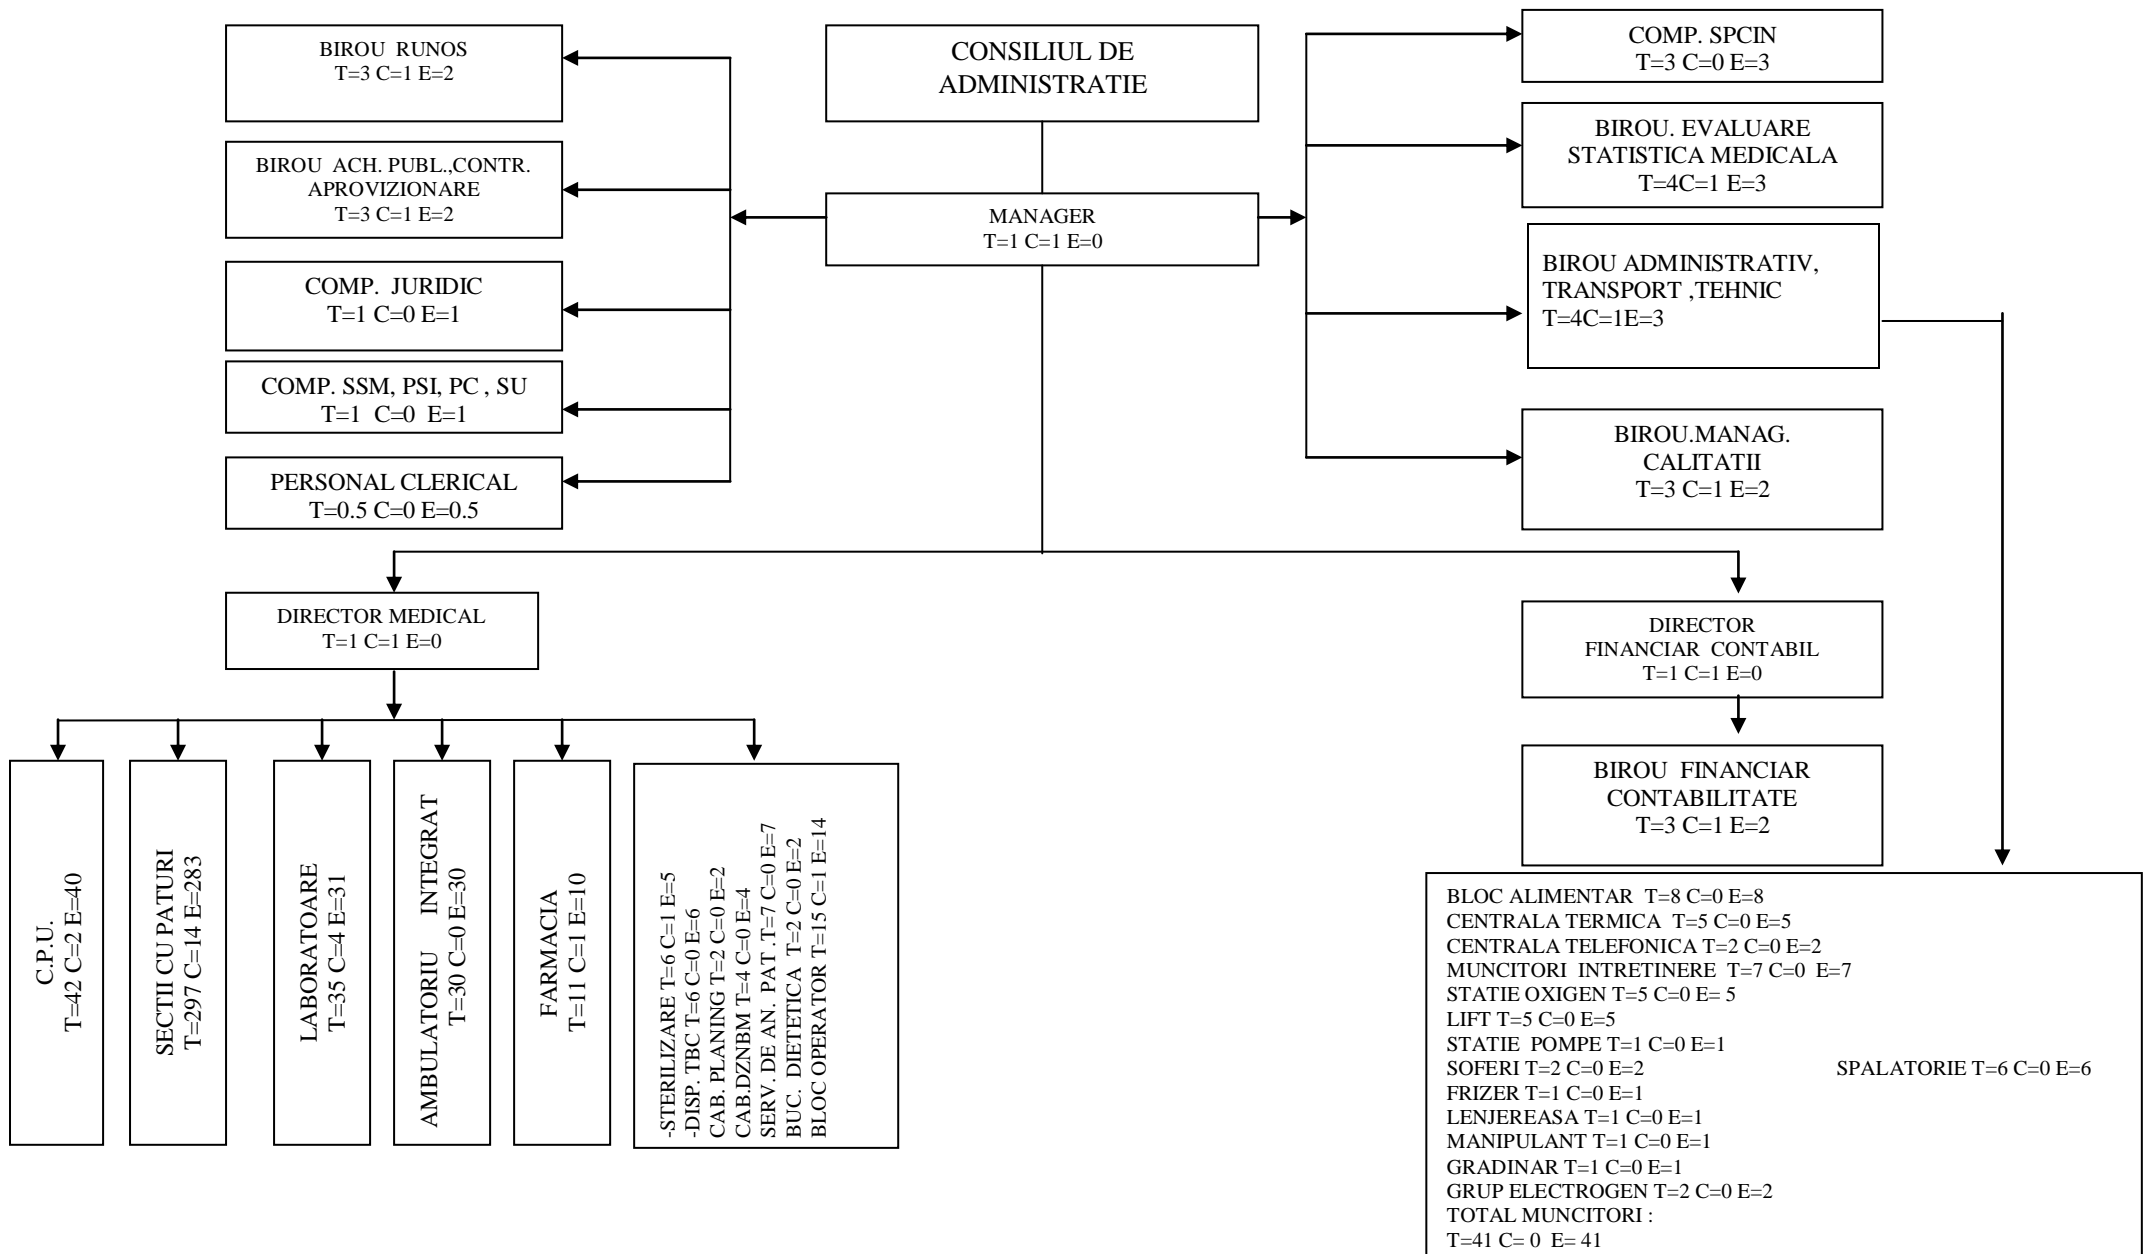 CONSILIUL DE
ADMINISTRATIE
MANAGER
T=1 C=1 E=0
BIROU RUNOS
T=3 C=1 E=2
BIROU ACH. PUBL.,CONTR.
APROVIZIONARE
T=3 C=1 E=2
COMP. JURIDIC
T=1 C=0 E=1
COMP. SSM, PSI, PC , SU
T=1 C=0 E=1
PERSONAL CLERICAL
T=0.5 C=0 E=0.5
COMP. SPCIN
T=3 C=0 E=3
BIROU. EVALUARE
STATISTICA MEDICALA
T=4C=1 E=3
BIROU ADMINISTRATIV,
TRANSPORT ,TEHNIC
T=4C=1E=3
BIROU.MANAG.
CALITATII
T=3 C=1 E=2
DIRECTOR MEDICAL
T=1 C=1 E=0
DIRECTOR
FINANCIAR CONTABIL
T=1 C=1 E=0
BIROU FINANCIAR
CONTABILITATE
T=3 C=1 E=2
C.P.U.
T=42 C=2 E=40
SECTII CU PATURI
T=297 C=14 E=283
LABORATOARE
T=35 C=4 E=31
AMBULATORIU INTEGRAT
T=30 C=0 E=30
FARMACIA
T=11 C=1 E=10
-STERILIZARE T=6 C=1 E=5
-DISP. TBC T=6 C=0 E=6
CAB. PLANING T=2 C=0 E=2
CAB.DZNBM T=4 C=0 E=4
SERV. DE AN. PAT .T=7 C=0 E=7
BUC. DIETETICA T=2 C=0 E=2
BLOC OPERATOR T=15 C=1 E=14
BLOC ALIMENTAR T=8 C=0 E=8
CENTRALA TERMICA T=5 C=0 E=5
CENTRALA TELEFONICA T=2 C=0 E=2
MUNCITORI INTRETINERE T=7 C=0 E=7
STATIE OXIGEN T=5 C=0 E= 5
LIFT T=5 C=0 E=5
STATIE POMPE T=1 C=0 E=1
SOFERI T=2 C=0 E=2 SPALATORIE T=6 C=0 E=6
FRIZER T=1 C=0 E=1
LENJEREASA T=1 C=0 E=1
MANIPULANT T=1 C=0 E=1
GRADINAR T=1 C=0 E=1
GRUP ELECTROGEN T=2 C=0 E=2
TOTAL MUNCITORI :
T=41 C= 0 E= 41